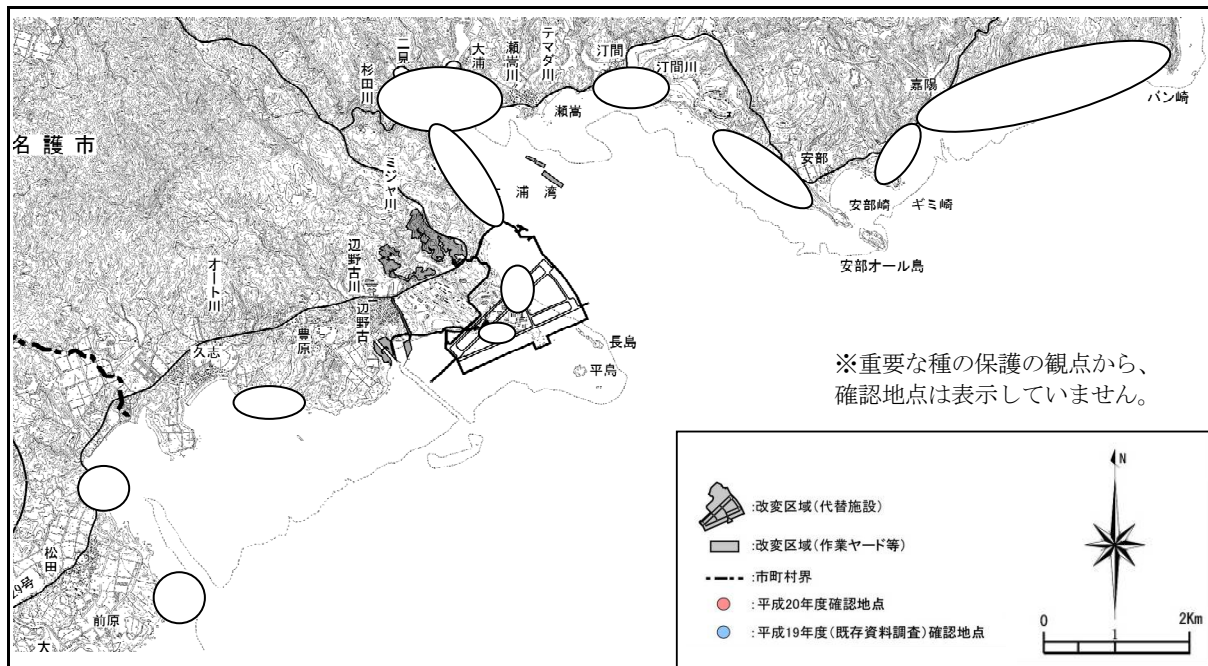 二見
大浦
瀬嵩川
テマダ川
汀間
杉田川
汀間川
嘉陽
バン崎
名護市
瀬嵩
安部
ミジャ川
浦湾
安部崎
ギミ崎
安部オール島
辺野古川
オート川
辺野古
豊原
久志
長島
平島
※重要な種の保護の観点から、
確認地点は表示していません。
N
:改変区域(代替施設)
:改変区域(作業ヤード等)
:市町村界
:平成20年度確認地点
:平成19年度(既存資料調査)確認地点
0
1
2Km
松田
29号
前原
大